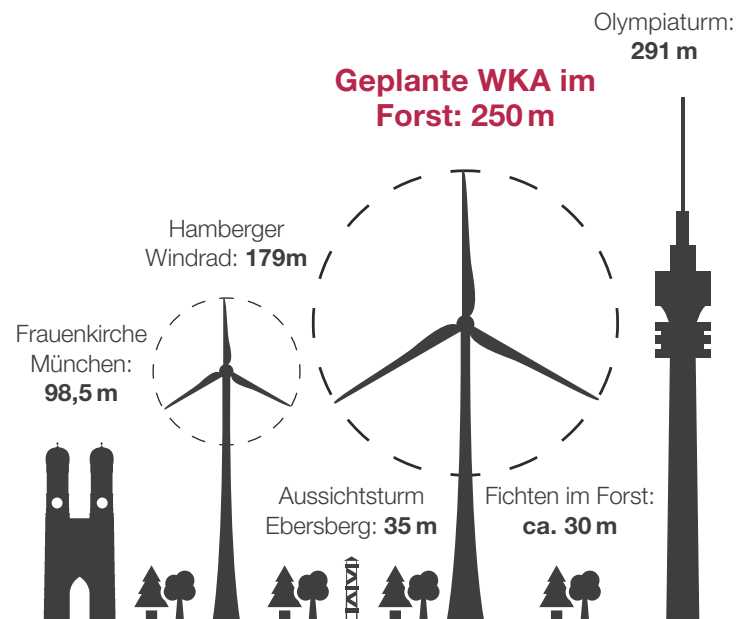 Olympiaturm:
291 m
Geplante WKA im
Forst: 250 m
Hamberger
Windrad: 179m
Frauenkirche
München:
98,5 m
Aussichtsturm
Ebersberg: 35 m
Fichten im Forst:
ca. 30 m